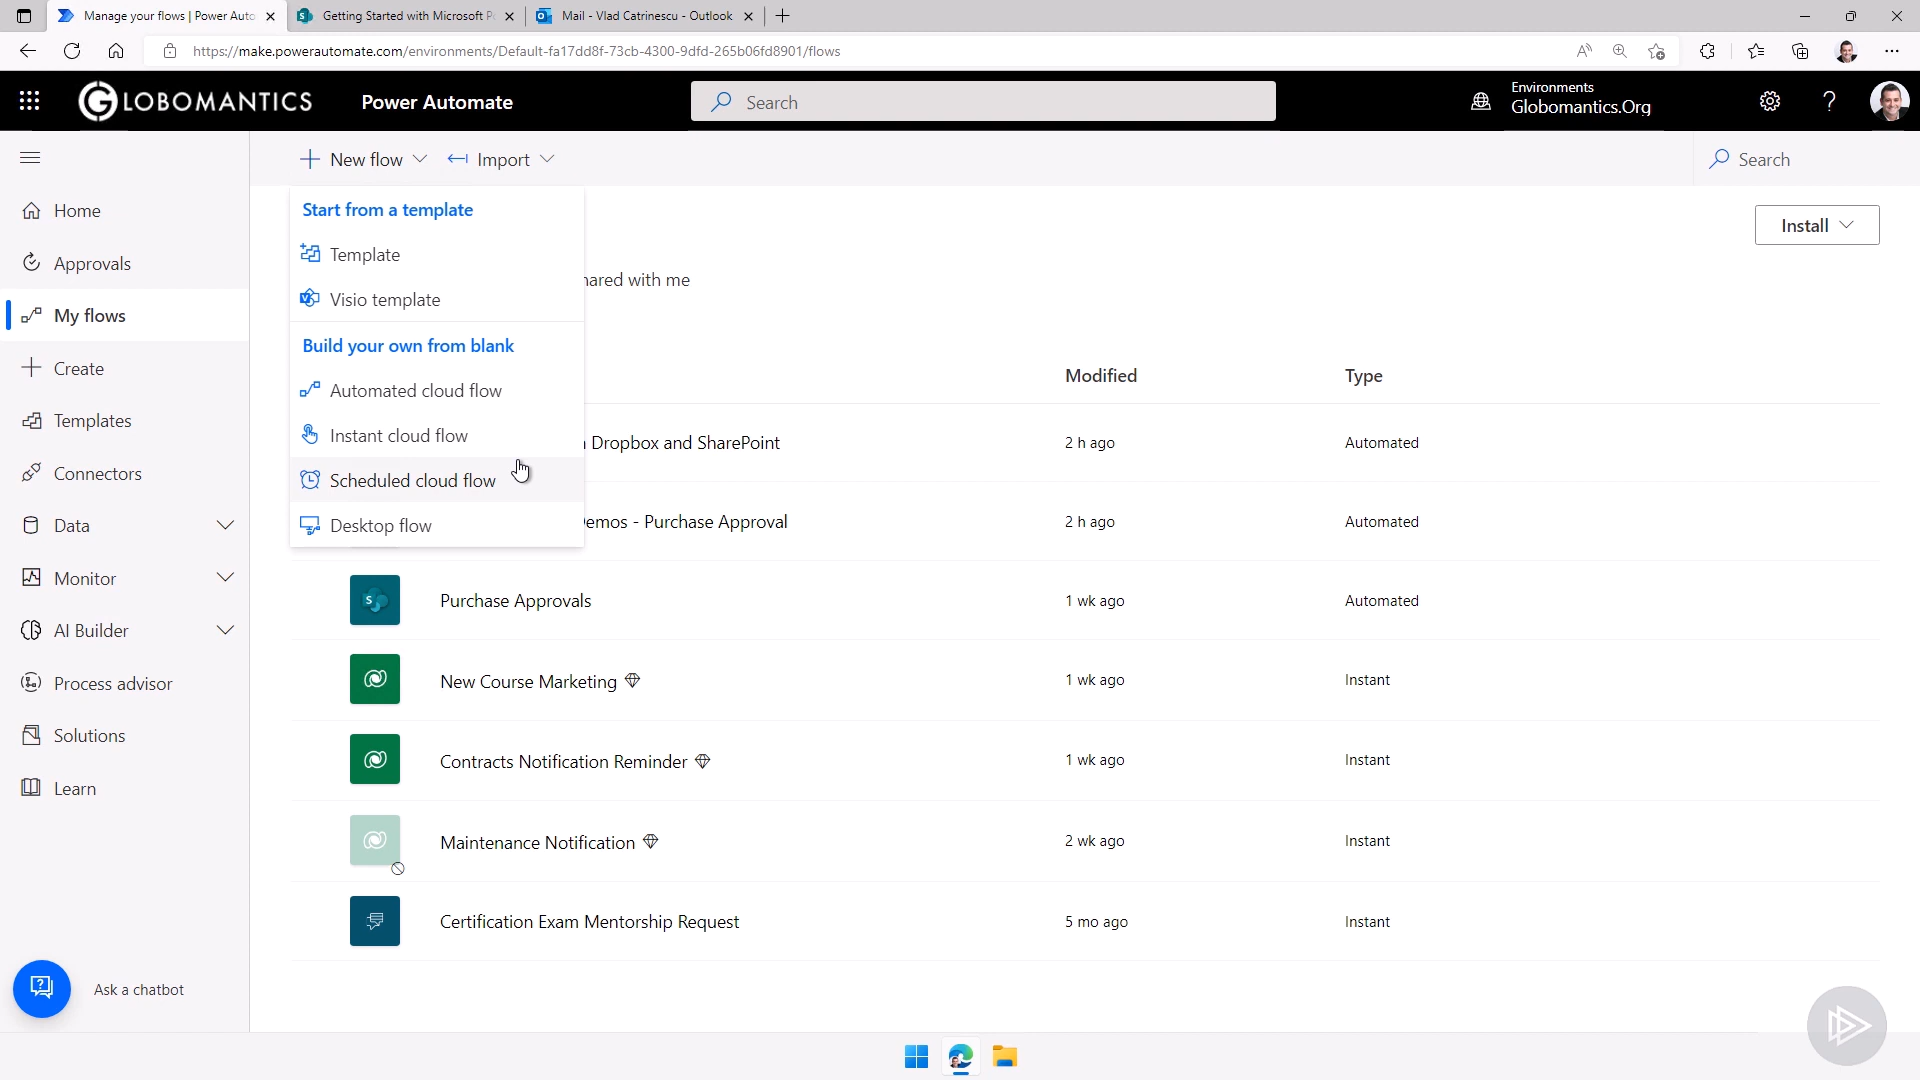 Manage your flows | Power Auto
Getting Started with Microsoft P
Mail - Vlad Catrinescu - Outlook
https://make.powerautomate.com/environments/Default-fa17dd8f-73cb-4300-9dfd-265b06fd8901/flows
GLOBOMANTICS
Power Automate
Search
Environments
Globomantics.Org
New flow
Import
Search
Home
Approvals
My flows
Create
Templates
Connectors
Data
Monitor
AI Builder
Process advisor
Solutions
Learn
Ask a chatbot
Start from a template
Template
Visio template
Build your own from blank
Automated cloud flow
Instant cloud flow
Scheduled cloud flow
Desktop flow
Install
hared with me
Modified
Type
Dropbox and SharePoint
2 h ago
Automated
emos - Purchase Approval
2 h ago
Automated
Purchase Approvals
1 wk ago
Automated
New Course Marketing
1 wk ago
Instant
Contracts Notification Reminder
1 wk ago
Instant
Maintenance Notification
2 wk ago
Instant
Certification Exam Mentorship Request
5 mo ago
Instant